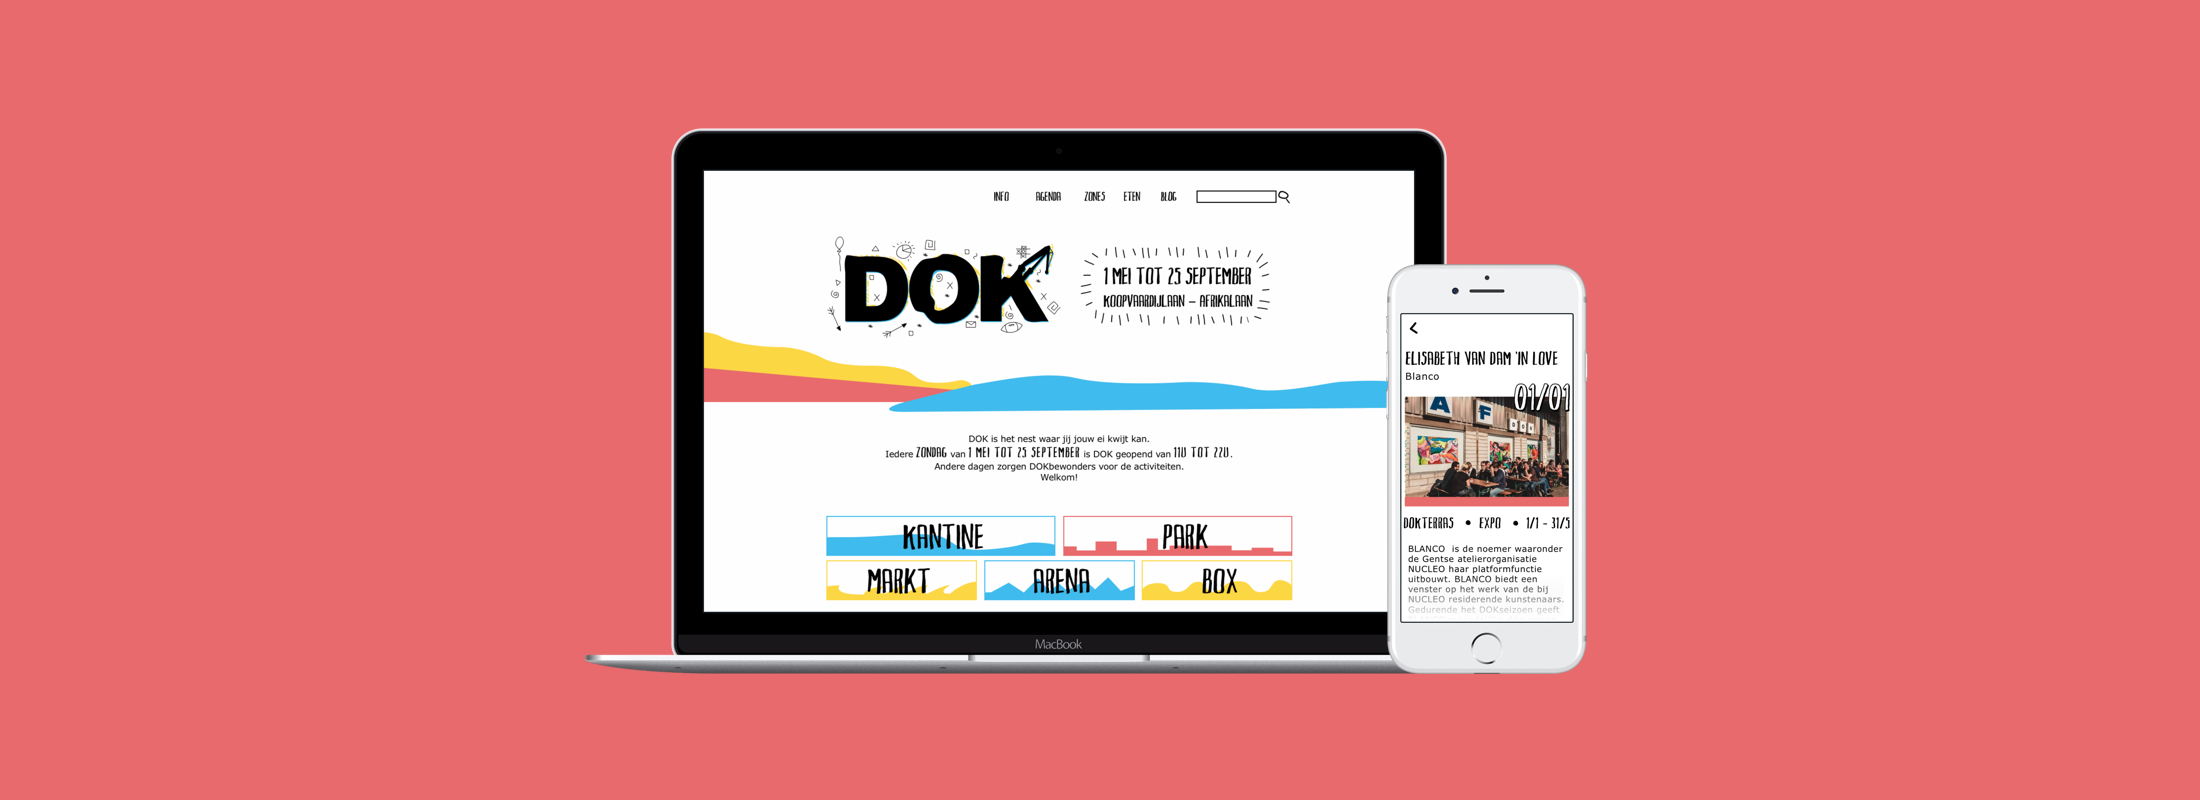 INFO AGENDA ZONES ETEN BLOG
DOK
1 MEI TOT 25 SEPTEMBER
KOOPVAARDIJLAAN – AFRIKALAAN
DOK is het nest waar jij jouw ei kwijt kan.
Iedere ZONDAG van 1 MEI TOT 25 SEPTEMBER is DOK geopend van 11U TOT 22U.
Andere dagen zorgen DOKbewonders voor de activiteiten.
Welkom!
KANTINE
PARK
MARKT
ARENA
BOX
MacBook
ELISABETH VAN DAM 'IN LOVE
Blanco
01/01
A F
DOK
DOKTERRAS • EXPO • 1/1 - 31/5
BLANCO is de noemer waaronder
de Gentse atelierorganisatie
NUCLEO haar platformfunctie
uitbouwt. BLANCO biedt een
venster op het werk van de bij
NUCLEO residerende kunstenaars.
Gedurende het DOKseizoen geeft